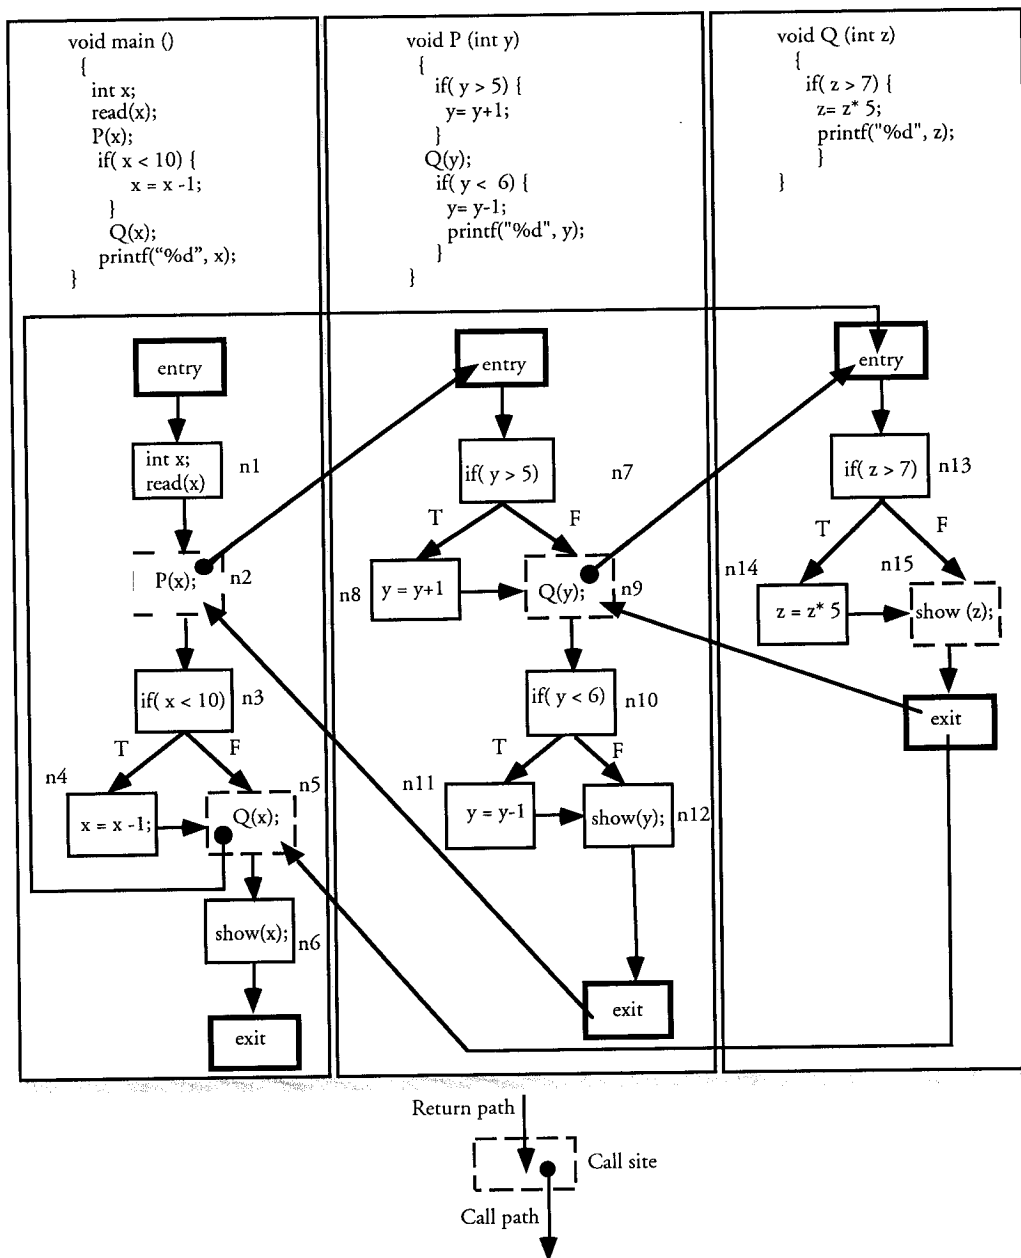 void main ()
{
int x;
read(x);
P(x);
if( x < 10) {
x = x -1;
}
Q(x);
printf(“%d”, x);
}
void P (int y)
{
if( y > 5) {
y= y+1;
}
Q(y);
if( y <  6) {
y= y-1;
printf("%d", y);
}
}
void Q (int z)
{
if( z > 7) {
z= z* 5;
printf("%d", z);
}
}
entry
int x;
read(x)
n1
P(x);
n2
if( x < 10)
n3
T
F
n4
x = x -1;
n5
Q(x);
show(x);
n6
exit
entry
if( y > 5)
n7
T
F
n8
y = y+1
Q(y);
n9
if( y < 6)
n10
T
F
n11
y = y-1
show(y);
n12
exit
entry
if( z > 7)
n13
T
F
n14
n15
z = z* 5
show (z);
exit
Return path
Call site
Call path